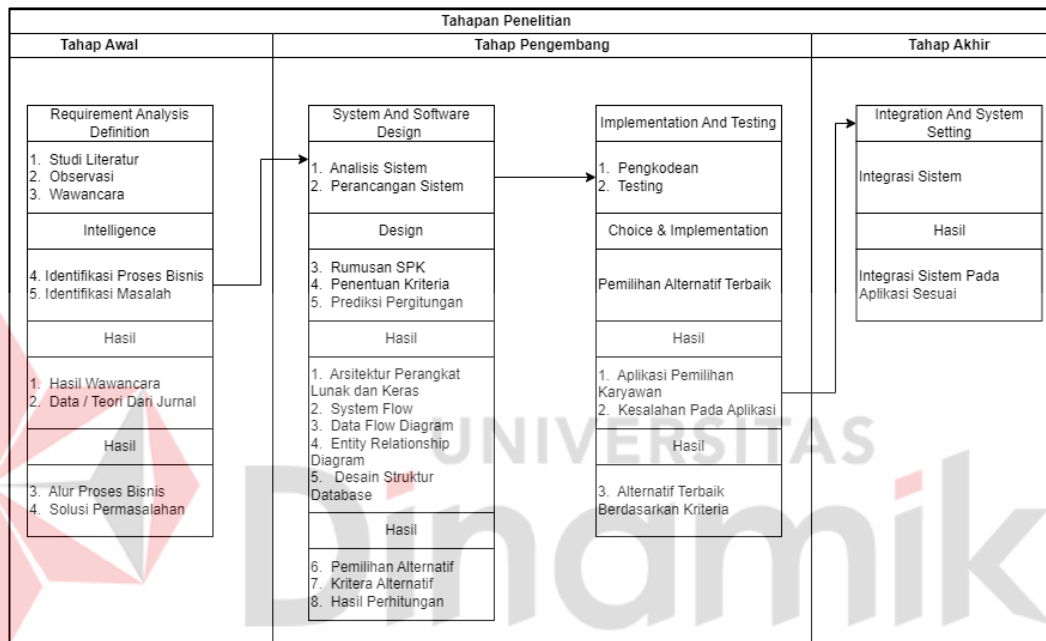 Tahapan Penelitian
Tahap Awal
Tahap Pengembang
Tahap Akhir
Requirement Analysis
Definition
1. Studi Literatur
2. Observasi
3. Wawancara
Intelligence
4. Identifikasi Proses Bisnis
5. Identifikasi Masalah
Hasil
1. Hasil Wawancara
2. Data / Teori Dari Jurnal
Hasil
3. Alur Proses Bisnis
4. Solusi Permasalahan
System And Software
Design
1. Analisis Sistem
2. Perancangan Sistem
Design
3. Rumusan SPK
4. Penentuan Kriteria
5. Prediksi Pergitungan
Hasil
1. Arsitektur Perangkat
Lunak dan Keras
2. System Flow
3. Data Flow Diagram
4. Entity Relationship
Diagram
5. Desain Struktur
Database
Hasil
6. Pemilihan Alternatif
7. Kritera Alternatif
8. Hasil Perhitungan
Implementation And Testing
1. Pengkodean
2. Testing
Choice & Implementation
Pemilihan Alternatif Terbaik
Hasil
1. Aplikasi Pemilihan
Karyawan
2. Kesalahan Pada Aplikasi
Hasil
3. Alternatif Terbaik
Berdasarkan Kriteria
Integration And System
Setting
Integrasi Sistem
Hasil
Integrasi Sistem Pada
Aplikasi Sesuai
UNIVERSITAS
Dinamik